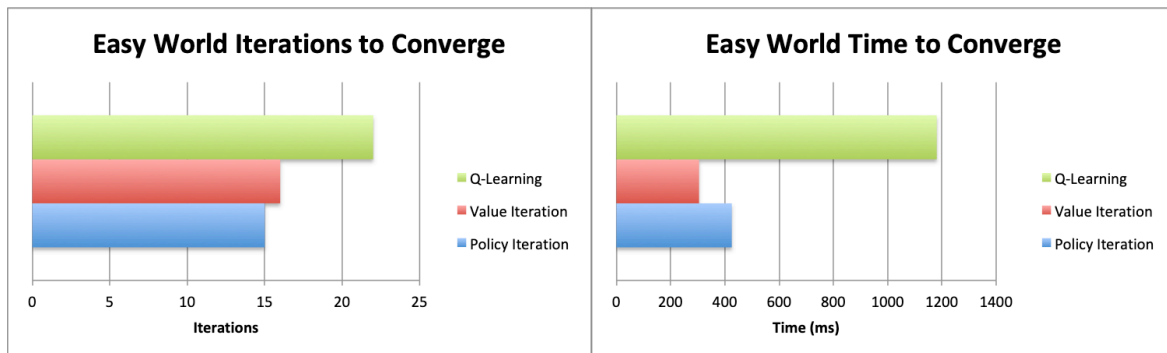 Easy World Iterations to Converge
0 5 10 15 20 25
Iterations
Q-Learning
Value Iteration
Policy Iteration
Easy World Time to Converge
0 200 400 600 800 1000 1200 1400
Time (ms)
Q-Learning
Value Iteration
Policy Iteration